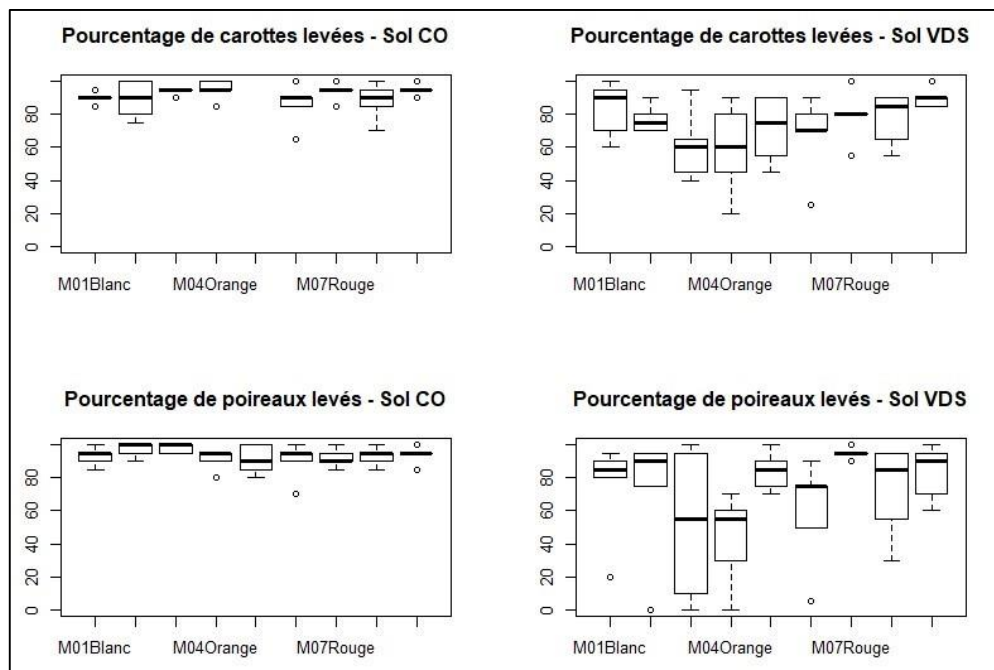 Pourcentage de carottes levées - Sol CO
80
60
40
20
0
M01Blanc M04Orange M07Rouge
Pourcentage de carottes levées - Sol VDS
80
60
40
20
0
M01Blanc M04Orange M07Rouge
Pourcentage de poireaux levés - Sol CO
80
60
40
20
0
M01Blanc M04Orange M07Rouge
Pourcentage de poireaux levés - Sol VDS
80
60
40
20
0
M01Blanc M04Orange M07Rouge